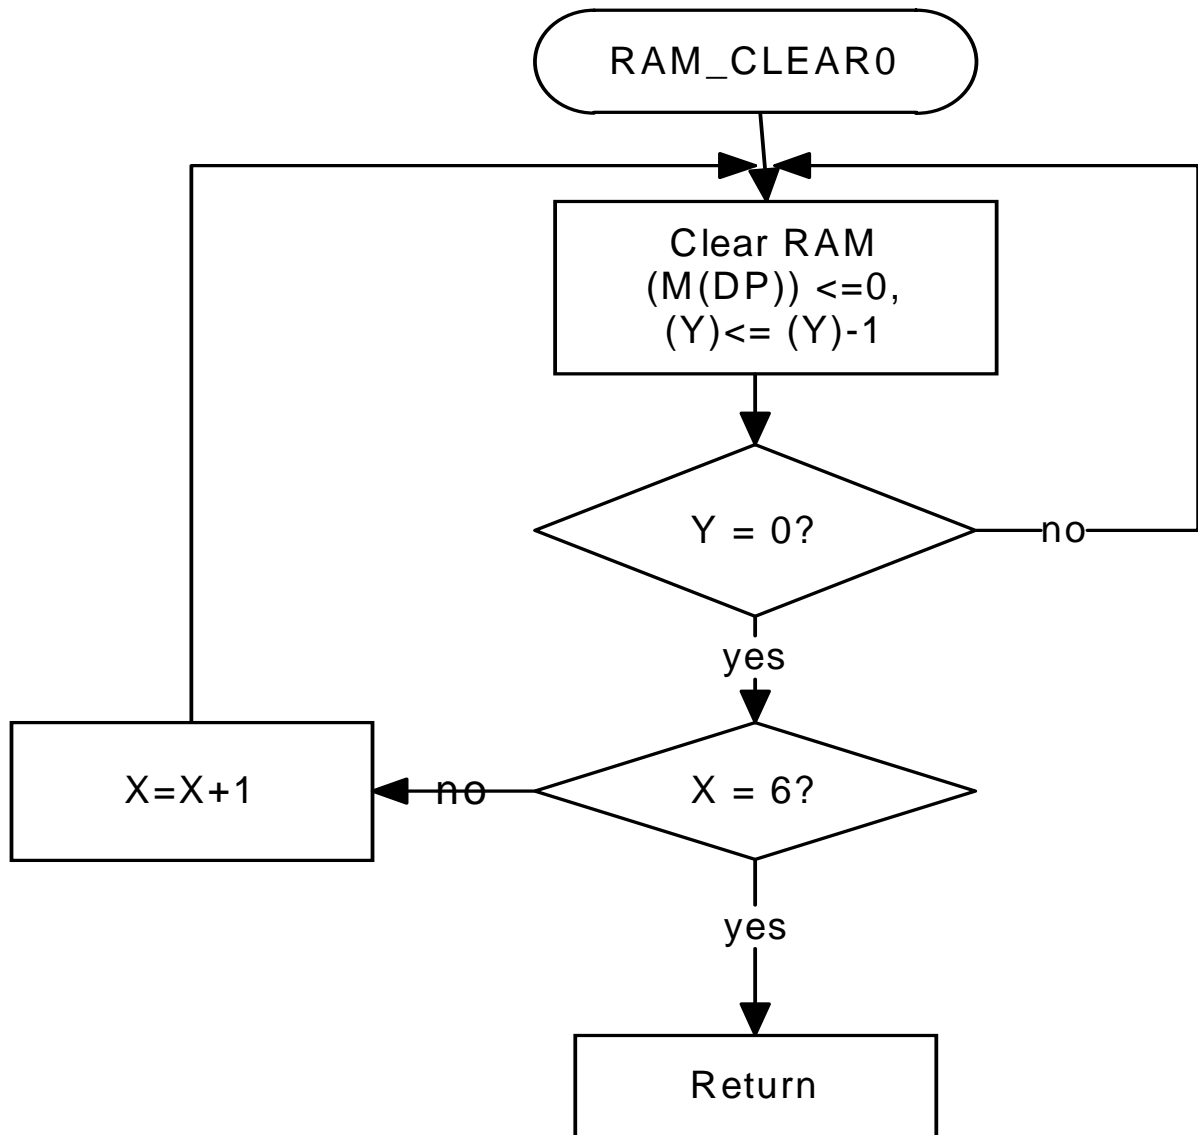 RAM_CLEAR0
Clear RAM
(M(DP)) <=0,
(Y)<= (Y)-1
Y = 0?
no
yes
X=X+1
no
X = 6?
yes
Return